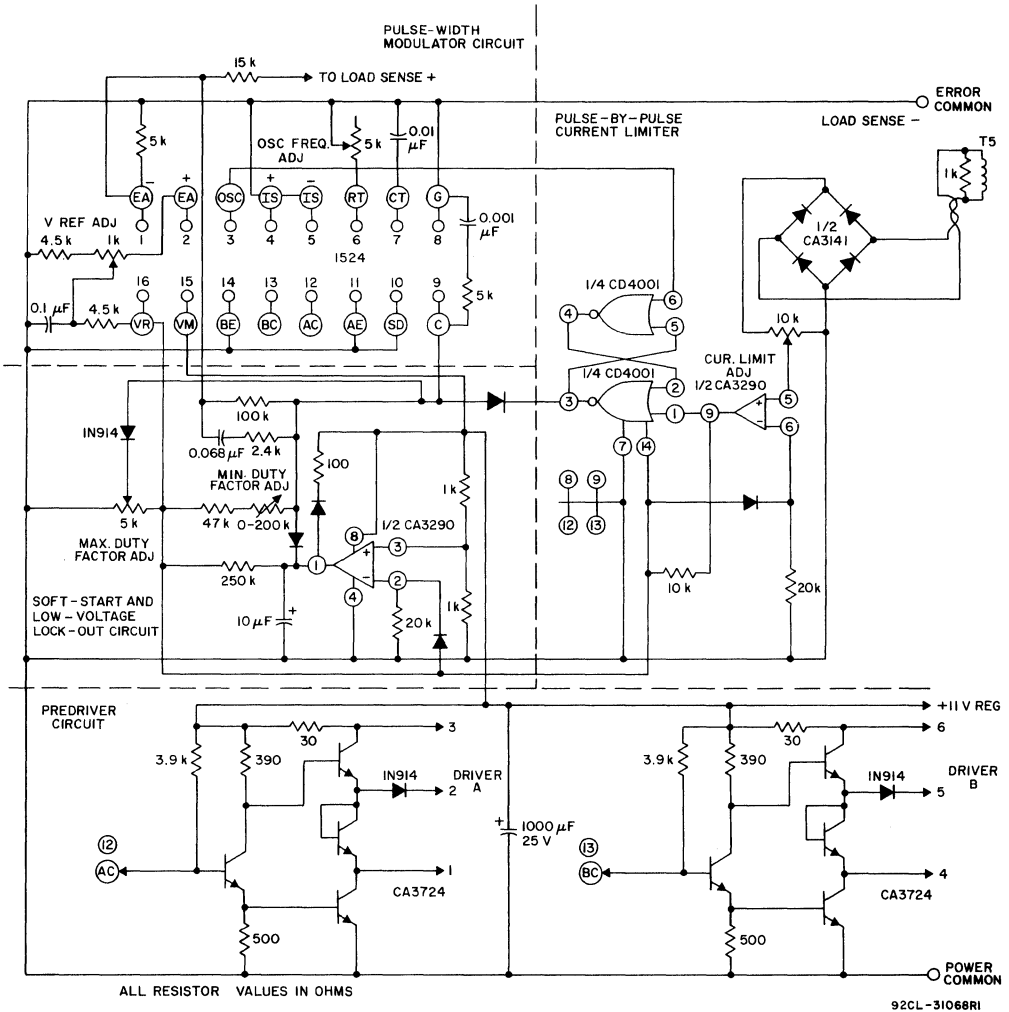 PULSE-WIDTH
MODULATOR CIRCUIT
15 k
TO LOAD SENSE +
ERROR
COMMON
LOAD SENSE -
PULSE-BY-PULSE
CURRENT LIMITER
T5
1 k
5 k
OSC FREQ.
ADJ
5 k
0.01
μF
- EA
+ EA
OSC
+ IS
- IS
RT
CT
G
1
2
3
4
5
6
7
8
1524
0.001
μF
5 k
V REF ADJ
4.5 k
1 k
0.1 μF
4.5 k
16
15
14
13
12
11
10
9
VR
VM
BE
BC
AC
AE
SD
C
1/2
CA3141
1/4 CD4001
4
6
5
10 k
CUR. LIMIT
ADJ
1/2 CA3290
1/4 CD4001
3
2
1
9
+
-
5
6
7
14
8
9
12
13
10 k
20 k
100 k
1N914
0.068 μF
2.4 k
100
MIN. DUTY
FACTOR ADJ
1 k
5 k
47 k
0-200 k
MAX. DUTY
FACTOR ADJ
1/2 CA3290
8
3
1
+
-
2
4
250 k
10 μF
+
20 k
1 k
SOFT-START AND
LOW-VOLTAGE
LOCK-OUT CIRCUIT
PREDRIVER
CIRCUIT
+11 V REG
3.9 k
390
30
3
1N914
2
DRIVER
A
1
CA3724
12
AC
500
+
1000 μF
25 V
3.9 k
390
30
6
1N914
5
DRIVER
B
4
CA3724
13
BC
500
POWER
COMMON
ALL RESISTOR VALUES IN OHMS
92CL-31068R1